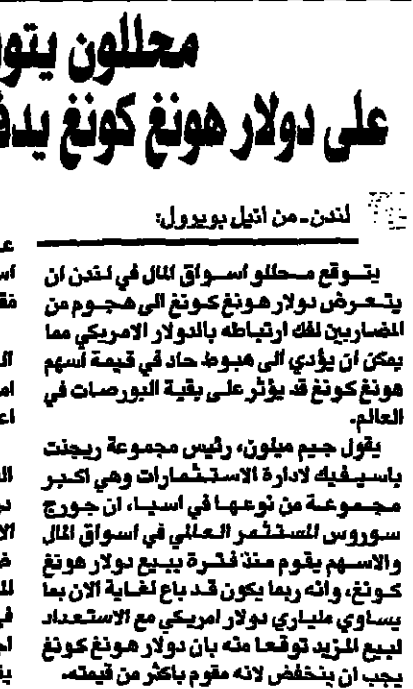 محللون
على دولار هونغ كونغ
لندن ـ من اتيل بويرول:
يتوقع محللو اسواق المال في لندن ان
يتعرض دولار هونغ كونغ الى هجوم من
المضاربين لفك ارتباطه بالدولار الامريكي مما
يمكن ان يؤدي الى هبوط حاد في قيمة اسهم
هونغ كونغ قد يؤثر على بقية البورصات في
العالم.
يقول جيم ميلون، رئيس مجموعة ريجنت
باسيفيك لادارة الاستثمارات وهي اكبر
مجموعة من نوعها في اسيا، ان جورج
سوروس المستثمر العالمي في اسواق المال
والاسهم يقوم منذ فترة ببيع دولار هونغ
كونغ، وانه ربما يكون قد باع لغاية الان بما
يساوي ملياري دولار امريكي مع الاستعداد
لبيع المزيد توقعا منه بان دولار هونغ كونغ
يجب ان ينخفض لانه مقوم باكثر من قيمته.